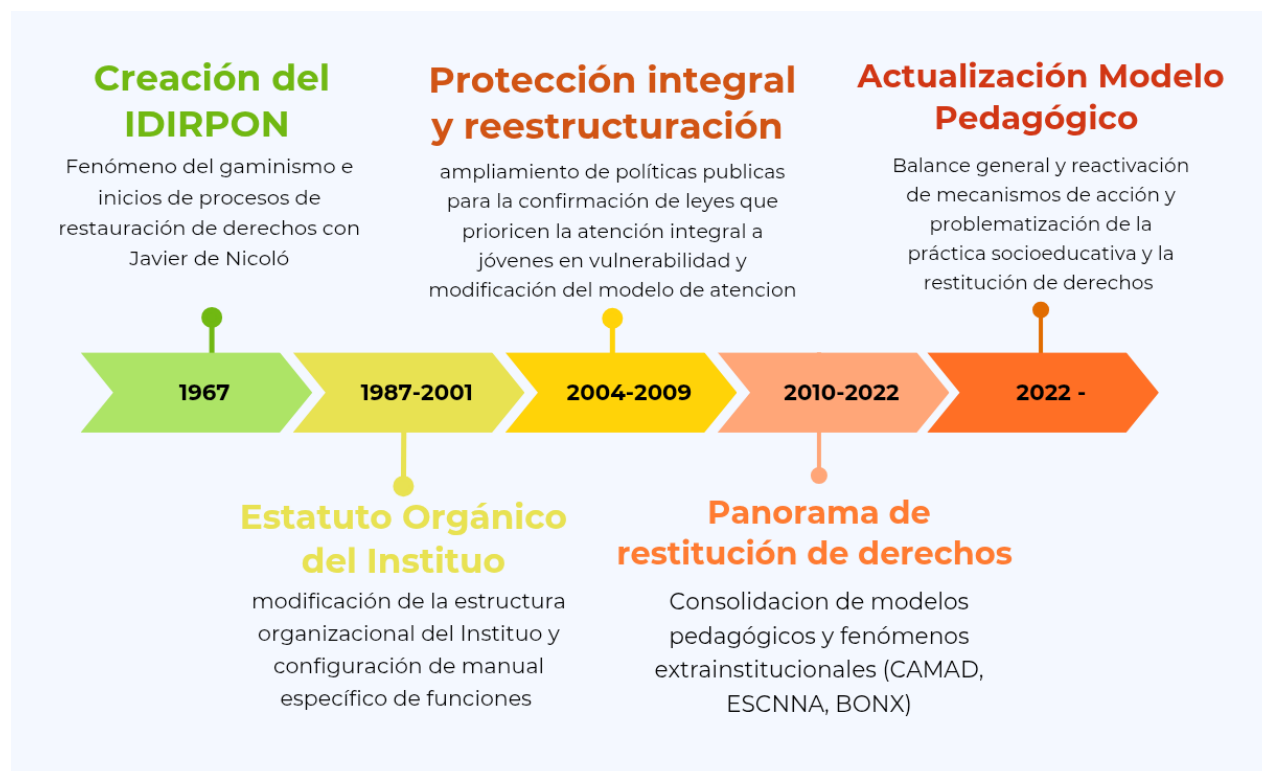 Creación del
IDIRPON
Fenómeno del gaminismo e
inicios de procesos de
restauración de derechos con
Javier de Nicoló
Protección integral
y reestructuración
ampliamiento de políticas publicas
para la confirmación de leyes que
prioricen la atención integral a
jóvenes en vulnerabilidad y
modificación del modelo de atencion
Actualización Modelo
Pedagógico
Balance general y reactivación
de mecanismos de acción y
problematización de la
práctica socioeducativa y la
restitución de derechos
1967
1987-2001
2004-2009
2010-2022
2022 -
Estatuto Orgánico
del Instituo
modificación de la estructura
organizacional del Instituo y
configuración de manual
específico de funciones
Panorama de
restitución de derechos
Consolidacion de modelos
pedagógicos y fenómenos
extrainstitucionales (CAMAD,
ESCNNA, BONX)